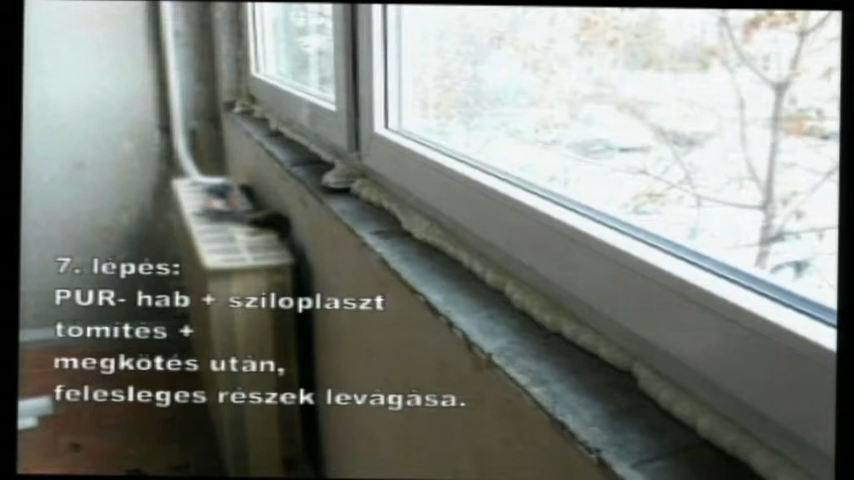 7. lépés:
PUR- hab + sziloplaszt
tömítés +
megkötés után,
felesleges részek levágása.